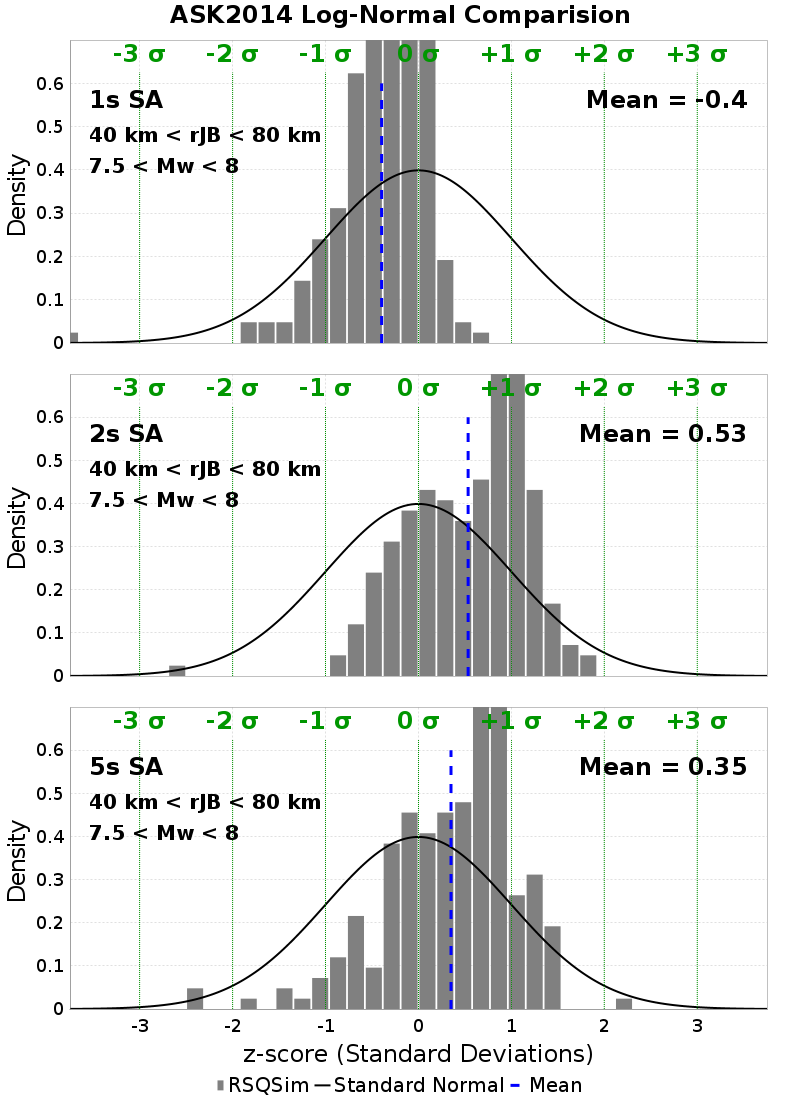 ASK2014 Log-Normal Comparision
-3 σ -2 σ -1 σ 0 σ +1 σ +2 σ +3 σ
1s SA Mean = -0.4
40 km < rJB < 80 km
7.5 < Mw < 8
0.6
0.5
0.4
0.3
0.2
0.1
0
Density
-3 σ -2 σ -1 σ 0 σ +1 σ +2 σ +3 σ
2s SA Mean = 0.53
40 km < rJB < 80 km
7.5 < Mw < 8
0.6
0.5
0.4
0.3
0.2
0.1
0
Density
-3 σ -2 σ -1 σ 0 σ +1 σ +2 σ +3 σ
5s SA Mean = 0.35
40 km < rJB < 80 km
7.5 < Mw < 8
0.6
0.5
0.4
0.3
0.2
0.1
0
Density
-3 -2 -1 0 1 2 3
z-score (Standard Deviations)
RSQSim Standard Normal Mean